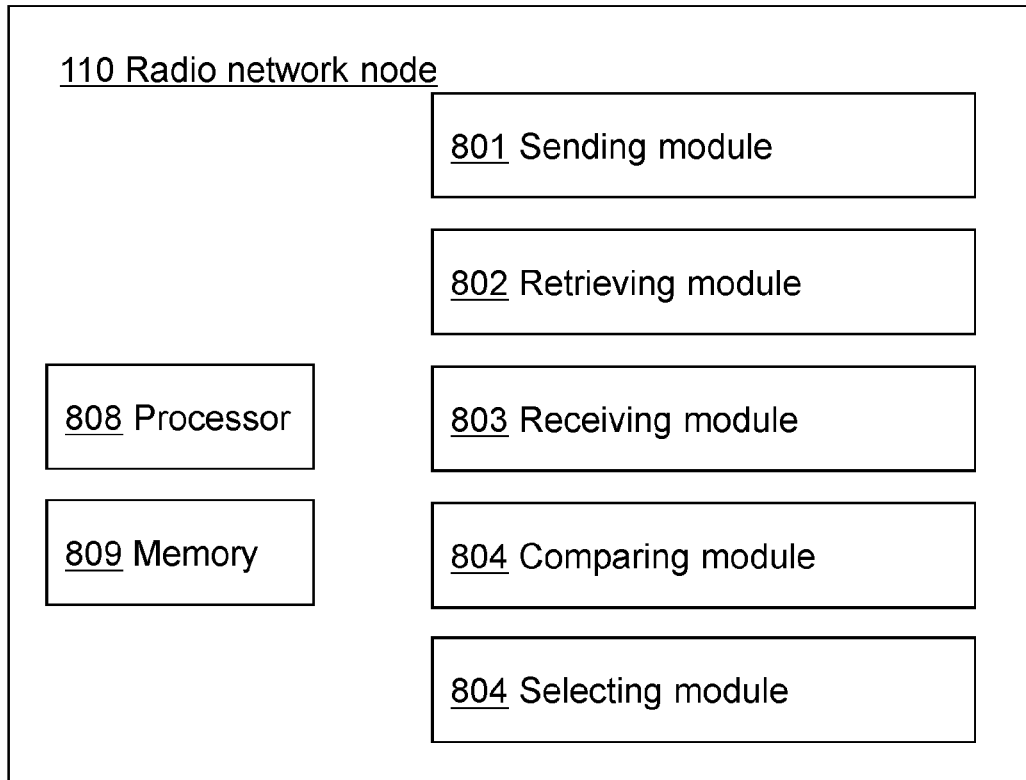 110 Radio network node
801 Sending module
802 Retrieving module
803 Receiving module
808 Processor
804 Comparing module
809 Memory
804 Selecting module